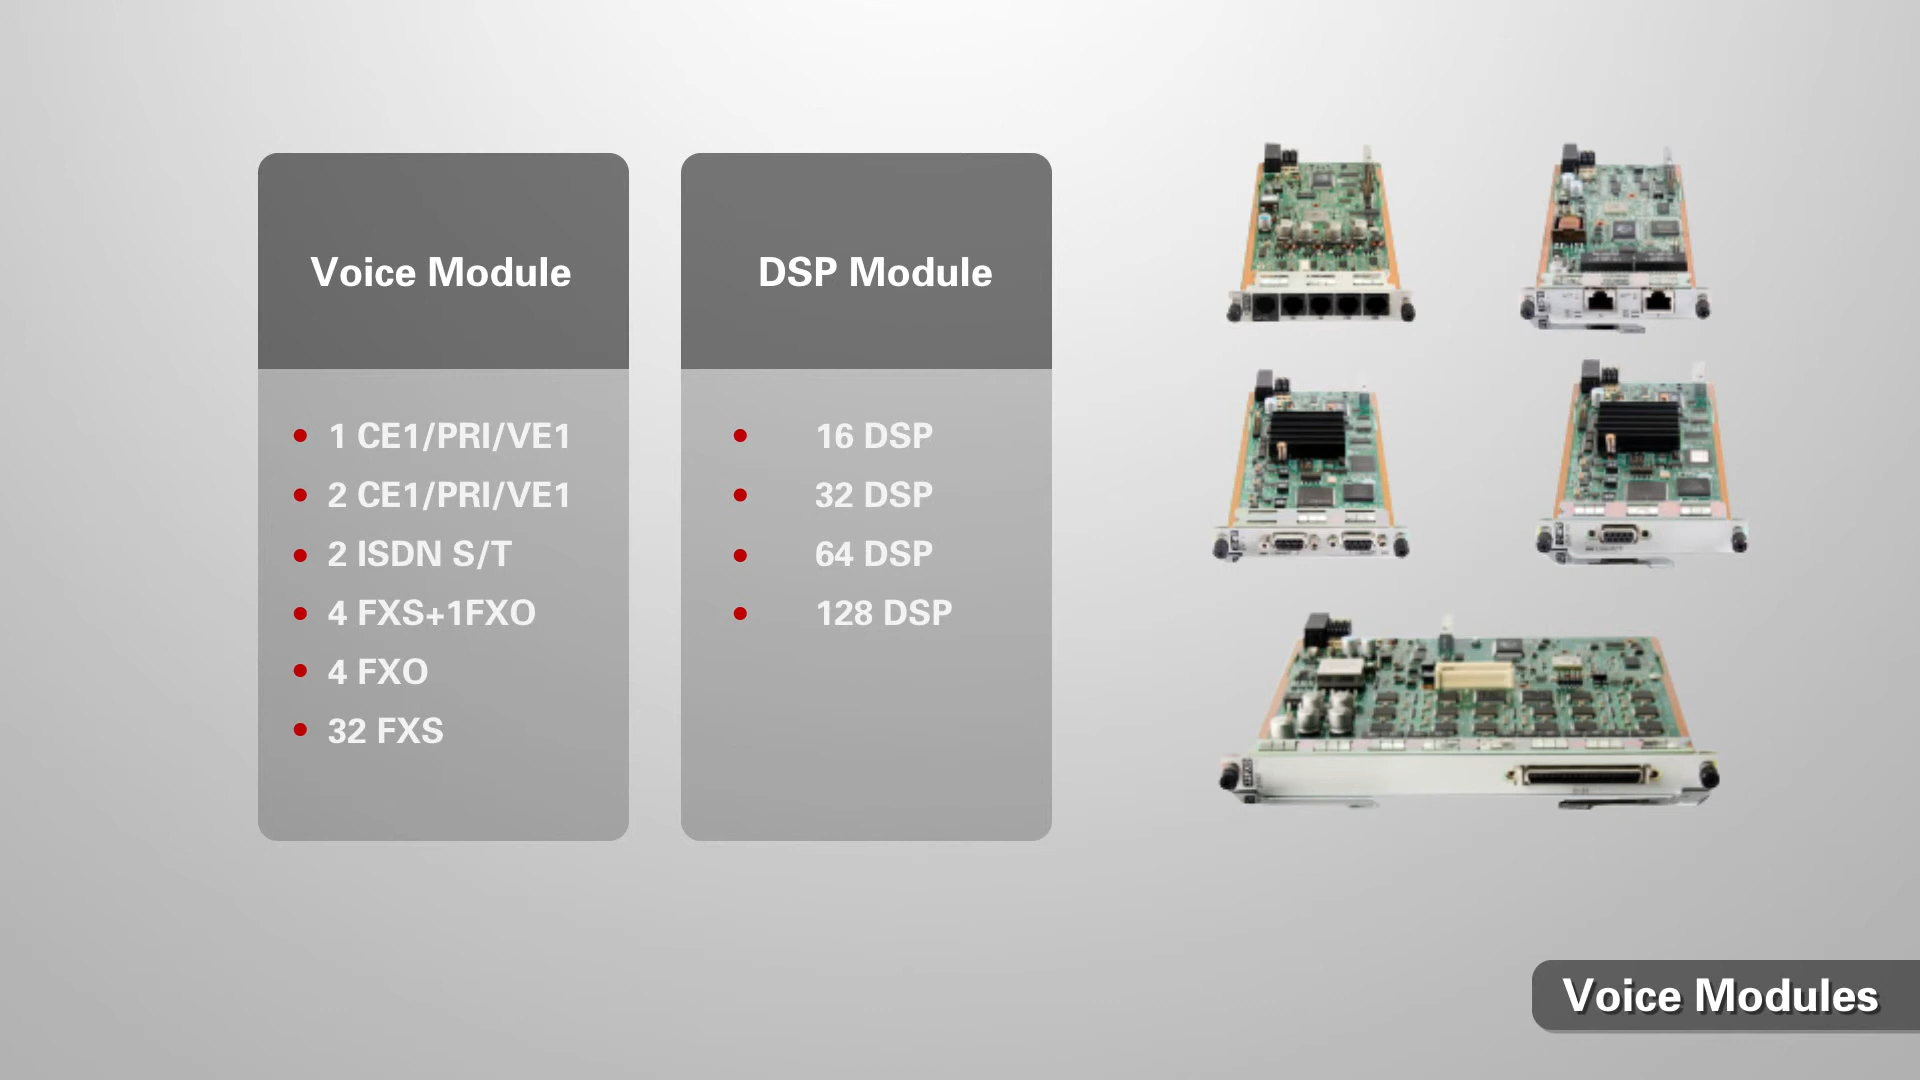 Voice Module
1 CE1/PRI/VE1
2 CE1/PRI/VE1
2 ISDN S/T
4 FXS+1FXO
4 FXO
32 FXS
DSP Module
16 DSP
32 DSP
64 DSP
128 DSP
Voice Modules